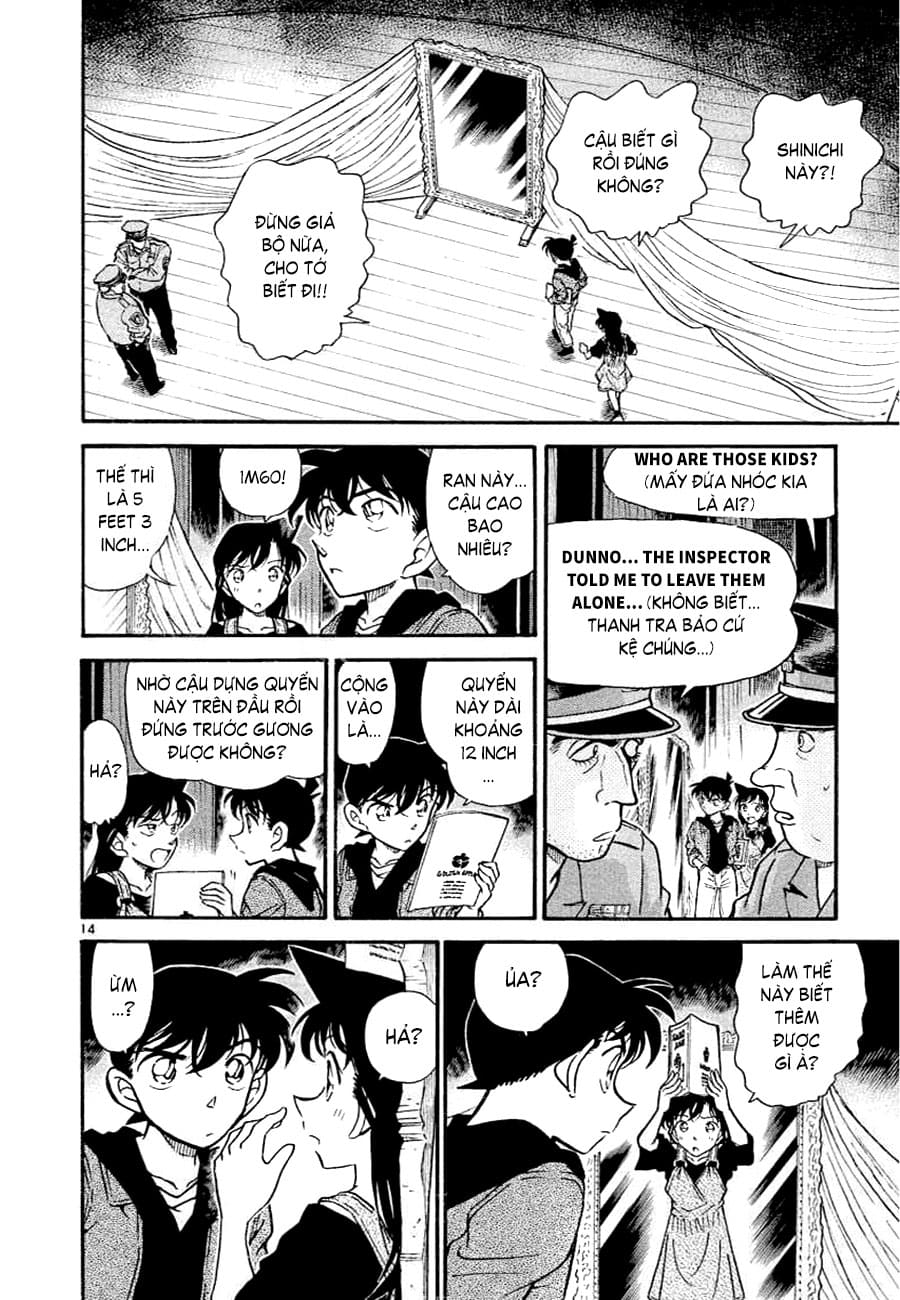 SHINICHI
NÀY?!
CẬU BIẾT GÌ
RỒI ĐÚNG
KHÔNG?
ĐỪNG GIẢ
BỘ NỮA,
CHO TỚ
BIẾT ĐI!!
WHO ARE THOSE KIDS?
(MẤY ĐỨA NHÓC KIA
LÀ AI?)
DUNNO... THE INSPECTOR
TOLD ME TO LEAVE THEM
ALONE... (KHÔNG BIẾT...
THANH TRA BẢO CỨ
KỆ CHÚNG...)
RAN NÀY...
CẬU CAO
BAO
NHIÊU?
1M60!
THẾ THÌ
LÀ 5
FEET 3
INCH...
QUYỂN
NÀY DÀI
KHOẢNG
12 INCH
...
CỘNG
VÀO
LÀ...
GOLDEN APPLE
NHỜ CẬU DỰNG QUYỂN
NÀY TRÊN ĐẦU RỒI
ĐỨNG TRƯỚC GƯƠNG
ĐƯỢC KHÔNG?
HẢ?
14
LÀM THẾ
NÀY BIẾT
THÊM
ĐƯỢC
GÌ À?
ỦA?
HẢ?
ỪM
...?